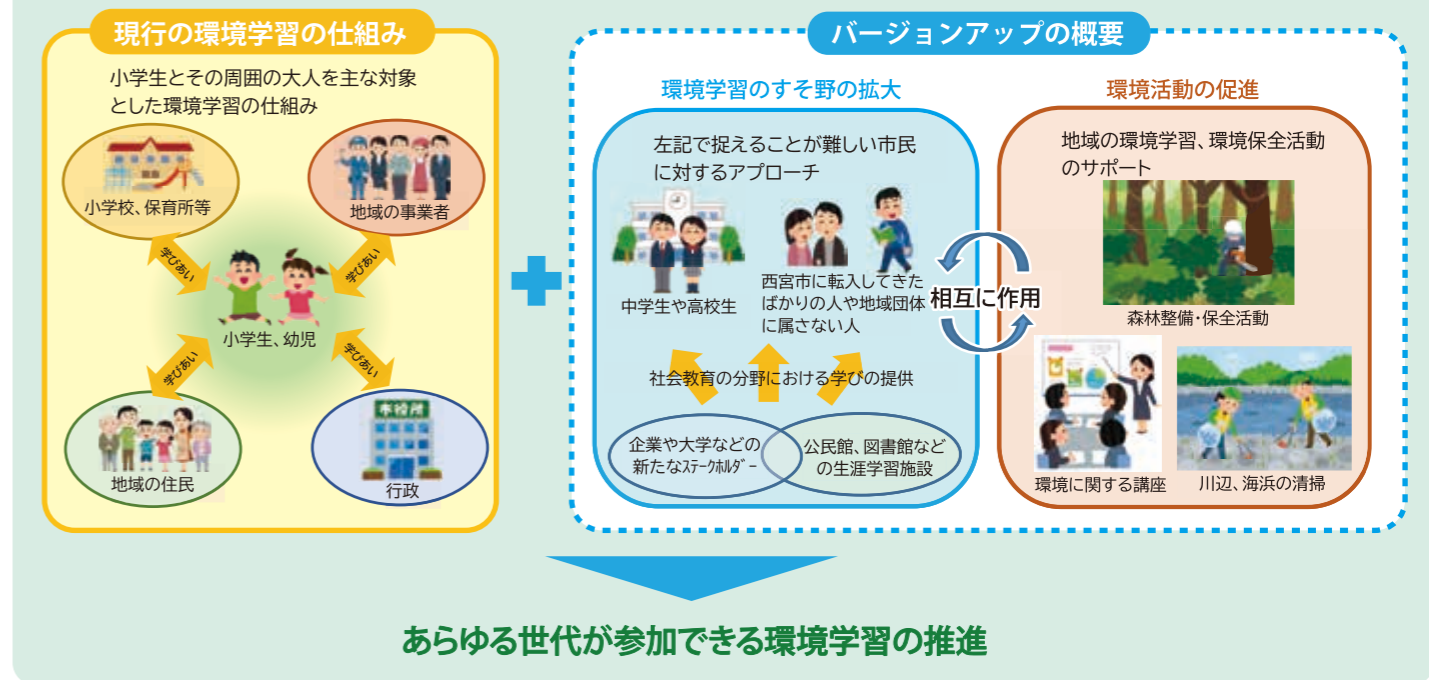 現行の環境学習の仕組み
小学生とその周囲の大人を主な対象
とした環境学習の仕組み
小学校、保育所等
地域の事業者
学びあい
学びあい
小学生、幼児
学びあい
学びあい
地域の住民
市役所
行政
バージョンアップの概要
環境学習のすそ野の拡大
左記で捉えることが難しい市民
に対するアプローチ
中学生や高校生
西宮市に転入してきた
ばかりの人や地域団体
に属さない人
社会教育の分野における学びの提供
企業や大学などの
新たなｽﾃｰｸﾎﾙﾀﾞｰ
公民館、図書館など
の生涯学習施設
相互に作用
環境活動の促進
地域の環境学習、環境保全活動
のサポート
森林整備・保全活動
環境に関する講座
川辺、海浜の清掃
あらゆる世代が参加できる環境学習の推進